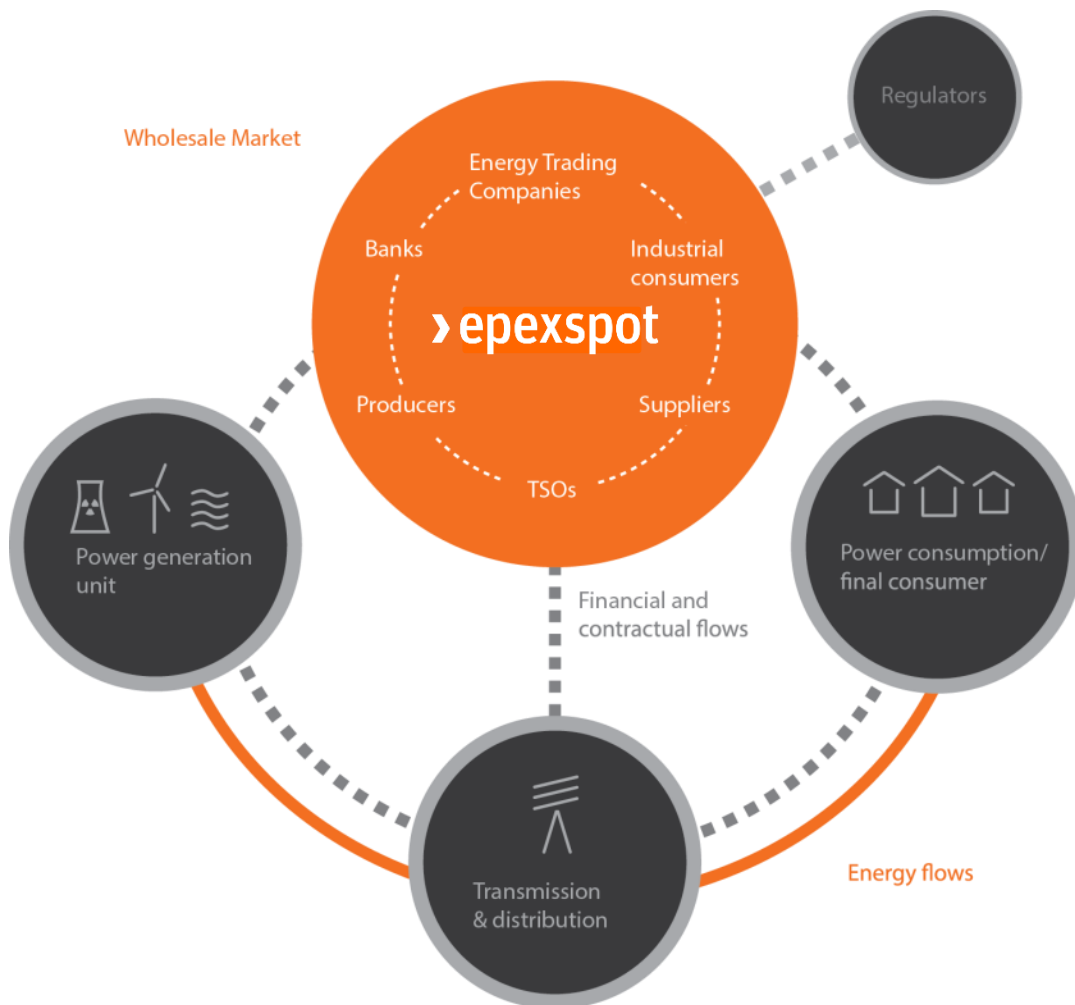 Regulators
Wholesale Market
Energy Trading
Companies
Banks
Industrial
consumers
epexspot
Producers
Suppliers
TSOs
Power generation
unit
Power consumption/
final consumer
Financial and
contractual flows
Transmission
& distribution
Energy flows